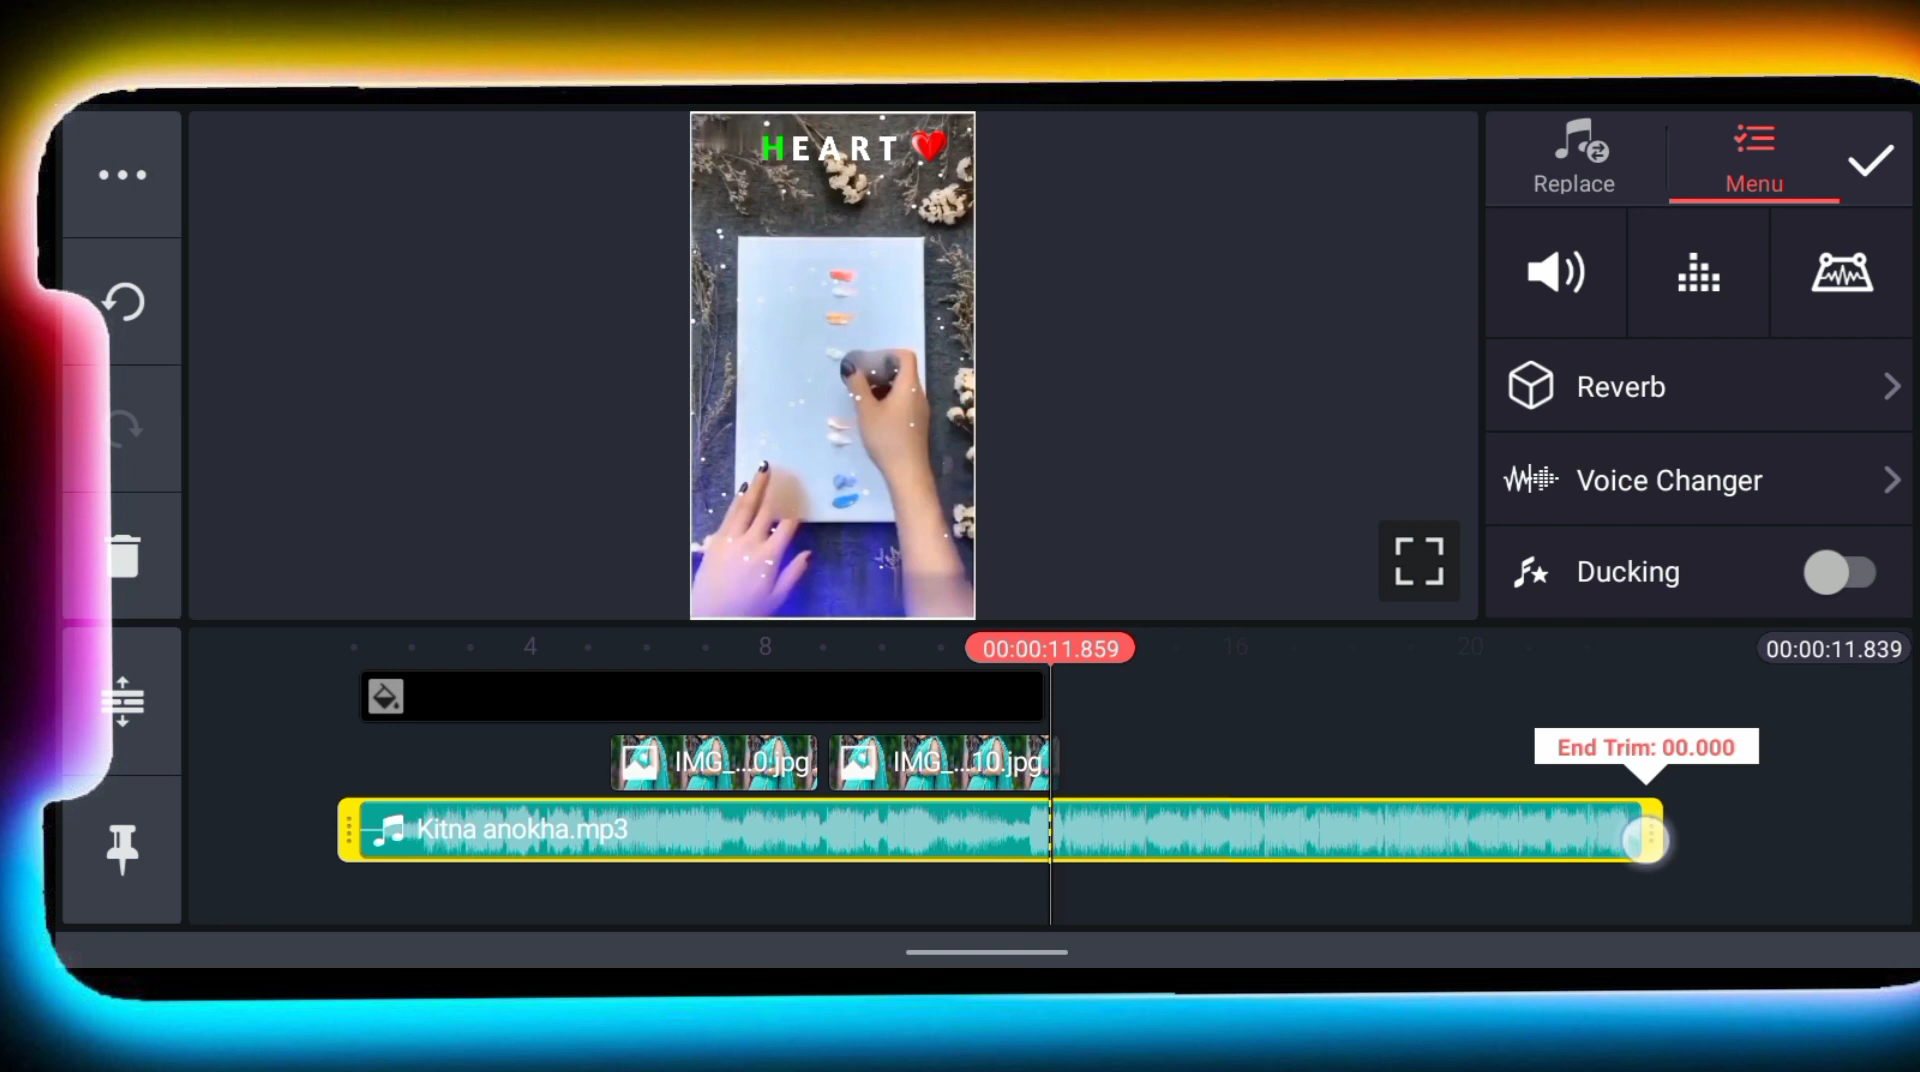 HEART
Replace
Menu
Reverb
Voice Changer
Ducking
4
8
00:00:11.859
16
20
00:00:11.839
IMG_...0.jpg
IMG_...10.jpg
End Trim: 00.000
Kitna anokha.mp3